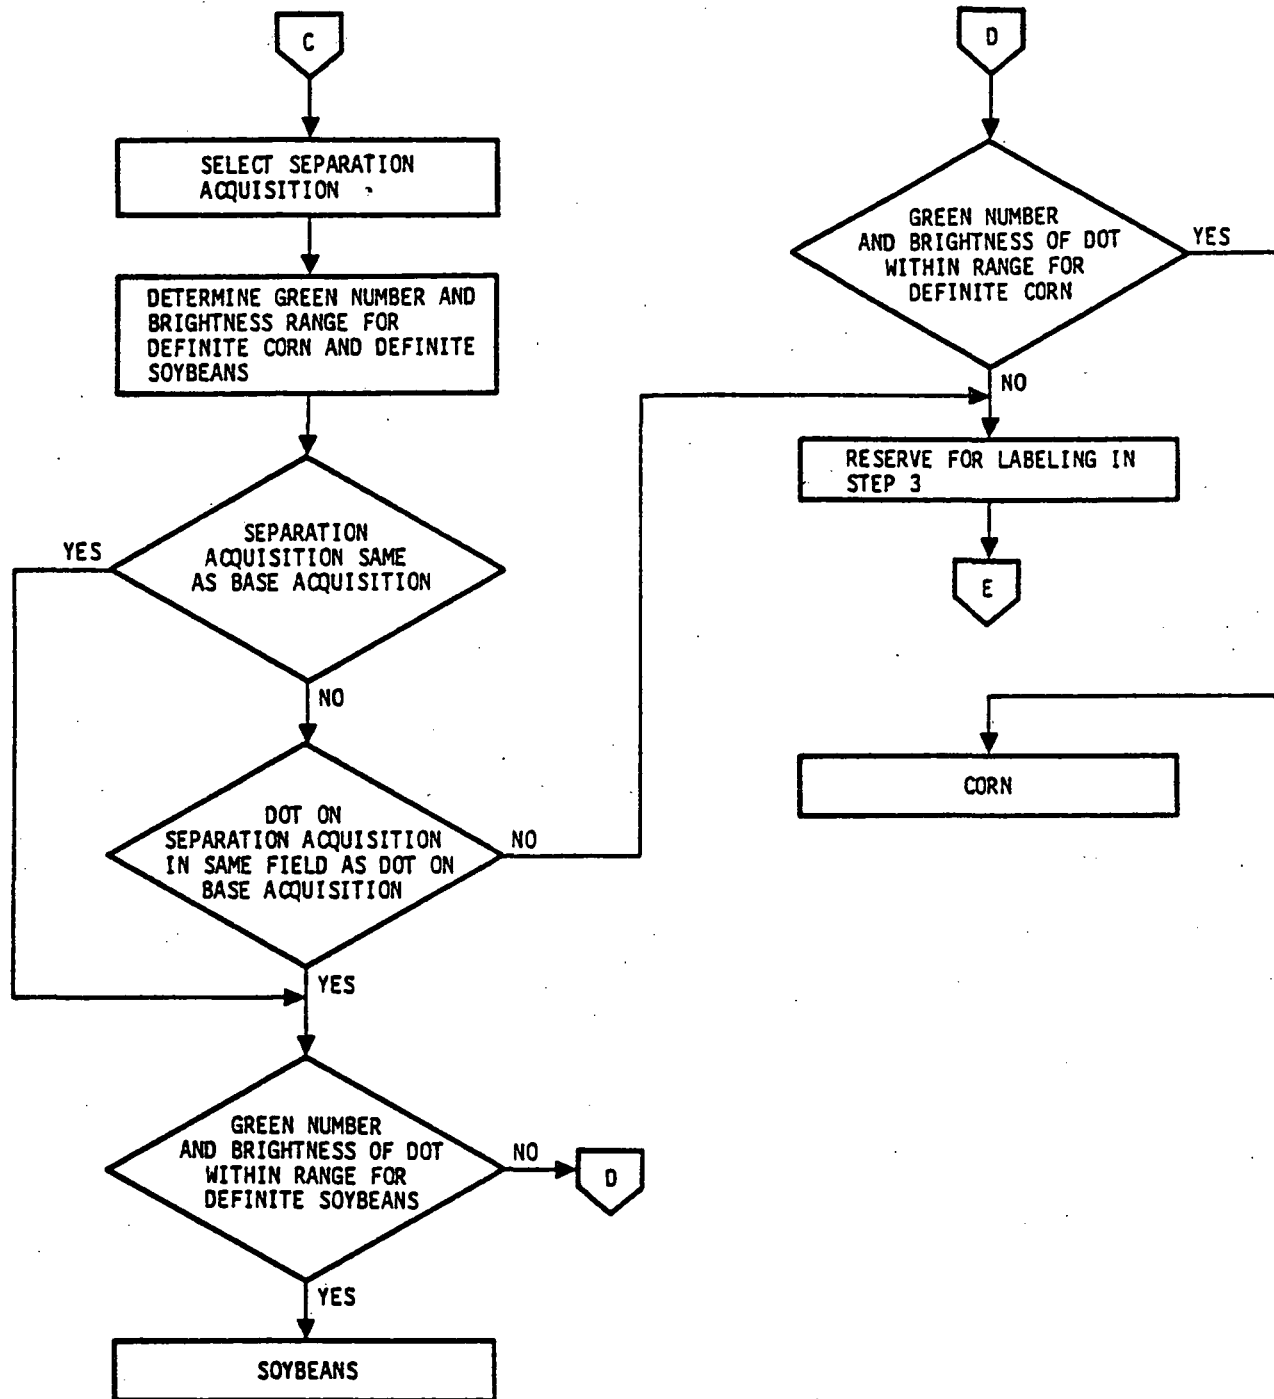 C
SELECT SEPARATION
ACQUISITION
DETERMINE GREEN NUMBER AND
BRIGHTNESS RANGE FOR
DEFINITE CORN AND DEFINITE
SOYBEANS
SEPARATION
ACQUISITION SAME
AS BASE ACQUISITION
YES
NO
DOT ON
SEPARATION ACQUISITION
IN SAME FIELD AS DOT ON
BASE ACQUISITION
NO
YES
GREEN NUMBER
AND BRIGHTNESS OF DOT
WITHIN RANGE FOR
DEFINITE SOYBEANS
NO
D
YES
SOYBEANS
D
GREEN NUMBER
AND BRIGHTNESS OF DOT
WITHIN RANGE FOR
DEFINITE CORN
YES
NO
RESERVE FOR LABELING IN
STEP 3
E
CORN